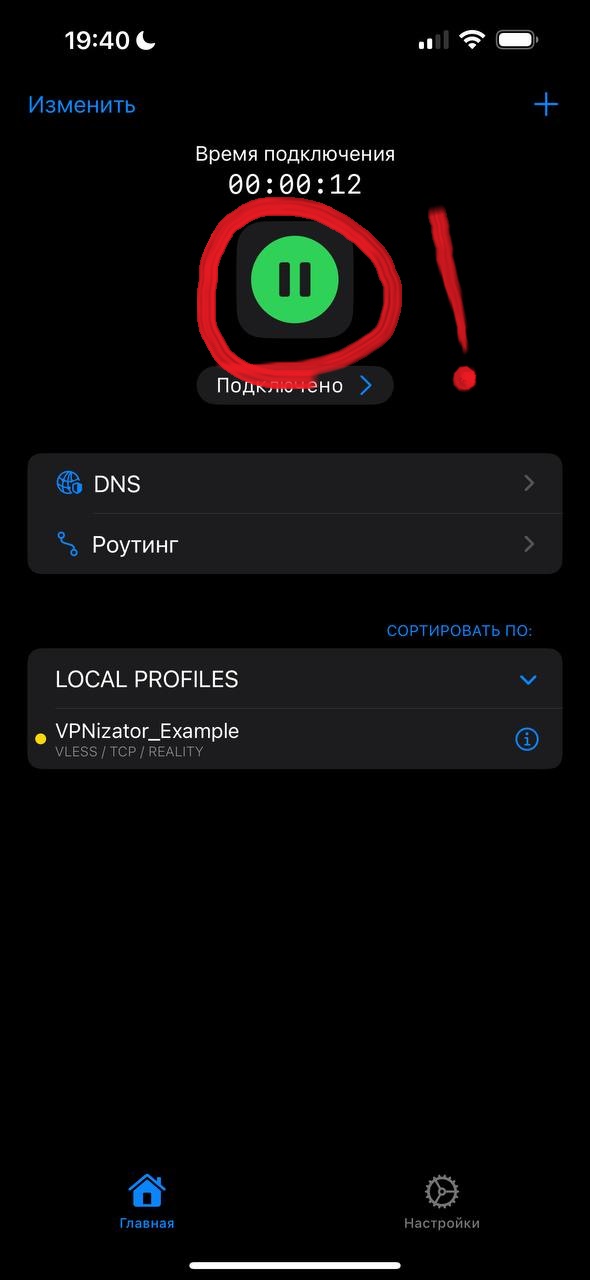 19:40
Изменить
Время подключения
00:00:12
Подключено
DNS
Роутинг
СОРТИРОВАТЬ ПО:
LOCAL PROFILES
VPNizator_Example
VLESS / TCP / REALITY
Главная
Настройки